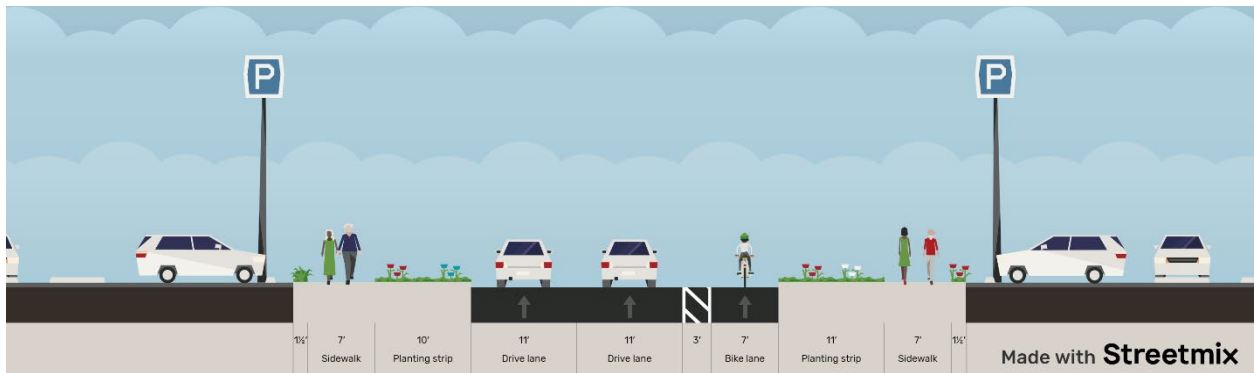 P
P
1½' 7' 10' 11' 11' 3' 7' 11' 7' 1½'
Sidewalk Planting strip Drive lane Drive lane Bike lane Planting strip Sidewalk
Made with Streetmix